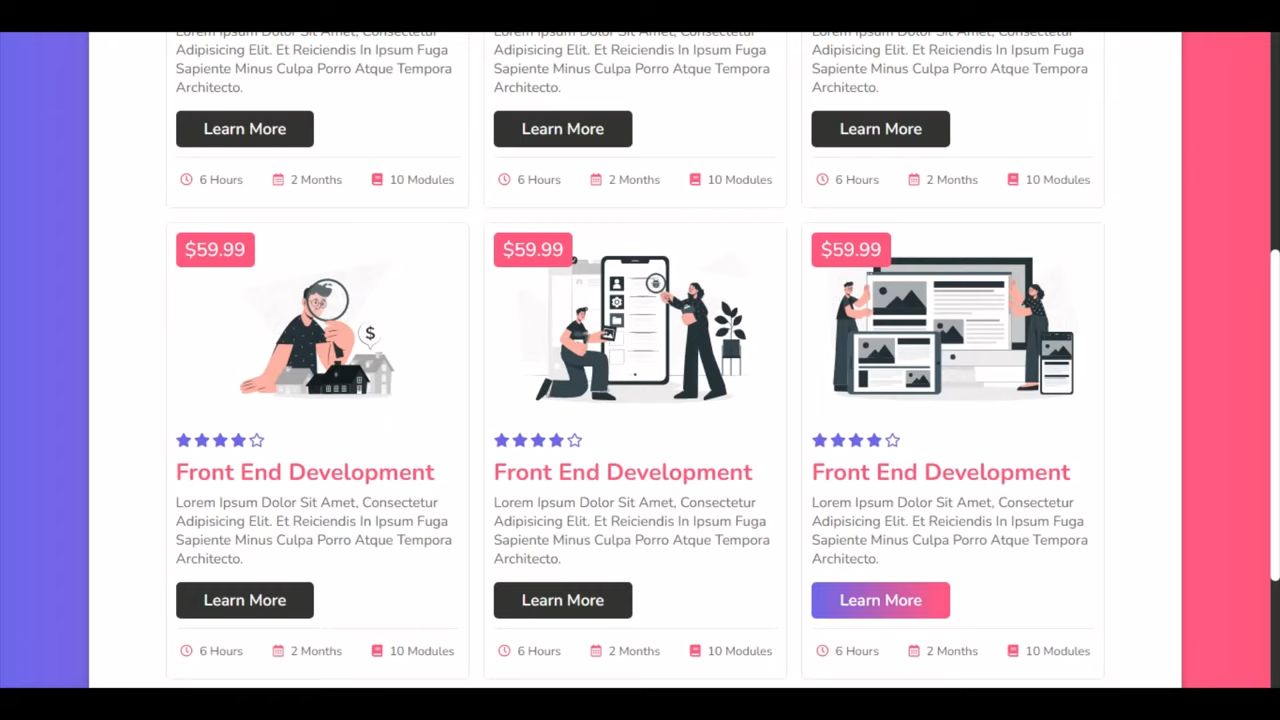 Lorem Ipsum Dolor Sit Amet, Consectetur
Adipisicing Elit. Et Reiciendis In Ipsum Fuga
Sapiente Minus Culpa Porro Atque Tempora
Architecto.
Learn More
6 Hours 2 Months 10 Modules
Lorem Ipsum Dolor Sit Amet, Consectetur
Adipisicing Elit. Et Reiciendis In Ipsum Fuga
Sapiente Minus Culpa Porro Atque Tempora
Architecto.
Learn More
6 Hours 2 Months 10 Modules
Lorem Ipsum Dolor Sit Amet, Consectetur
Adipisicing Elit. Et Reiciendis In Ipsum Fuga
Sapiente Minus Culpa Porro Atque Tempora
Architecto.
Learn More
6 Hours 2 Months 10 Modules
$59.99
$
Front End Development
Lorem Ipsum Dolor Sit Amet, Consectetur
Adipisicing Elit. Et Reiciendis In Ipsum Fuga
Sapiente Minus Culpa Porro Atque Tempora
Architecto.
Learn More
6 Hours 2 Months 10 Modules
$59.99
Front End Development
Lorem Ipsum Dolor Sit Amet, Consectetur
Adipisicing Elit. Et Reiciendis In Ipsum Fuga
Sapiente Minus Culpa Porro Atque Tempora
Architecto.
Learn More
6 Hours 2 Months 10 Modules
$59.99
Front End Development
Lorem Ipsum Dolor Sit Amet, Consectetur
Adipisicing Elit. Et Reiciendis In Ipsum Fuga
Sapiente Minus Culpa Porro Atque Tempora
Architecto.
Learn More
6 Hours 2 Months 10 Modules